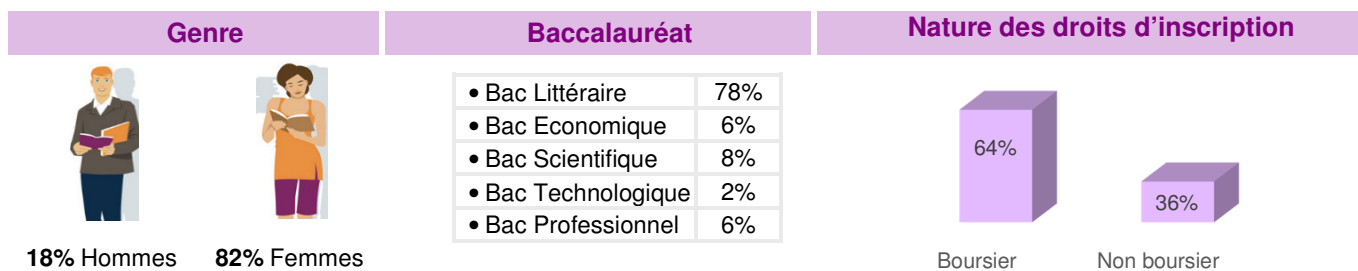 Genre
18% Hommes 82% Femmes
Baccalauréat
• Bac Littéraire 78%
• Bac Economique 6%
• Bac Scientifique 8%
• Bac Technologique 2%
• Bac Professionnel 6%
Nature des droits d’inscription
64%
36%
Boursier Non boursier